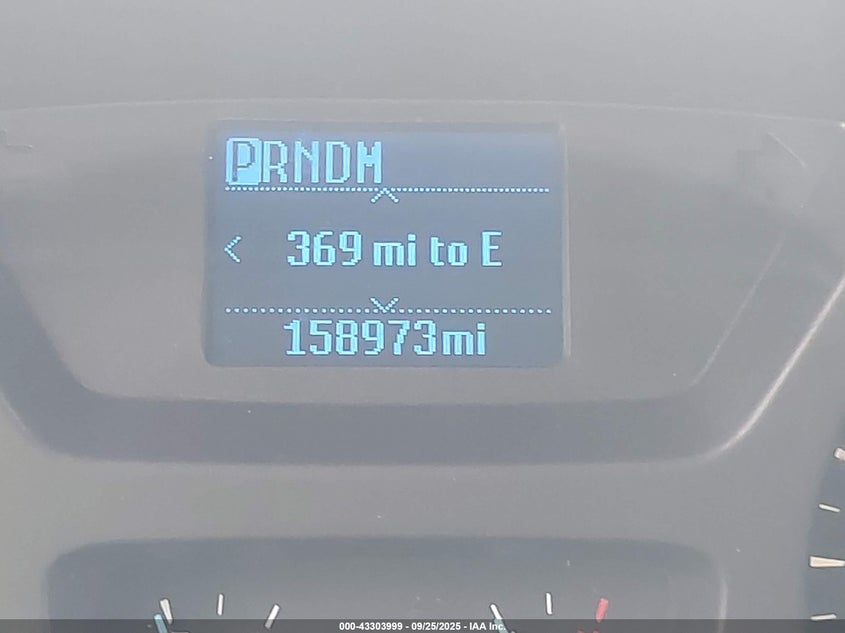 PRNDM
< 369 mi to E
158973mi
000-43303999 - 09/25/2025 - IAA Inc.